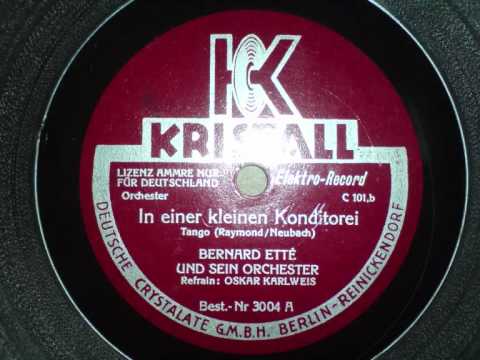 K
KRISTALL
LIZENZ AMMRE NUR
FÜR DEUTSCHLAND
Orchester
Elektro-Record
C 101,b
In einer kleinen Konditorei
Tango (Raymond/Neubach)
BERNARD ETTÉ
UND SEIN ORCHESTER
Refrain: OSKAR KARLWEIS
Best.-Nr 3004 A
DEUTSCHE CRYSTALATE G.M.B.H. BERLIN-REINICKENDORF